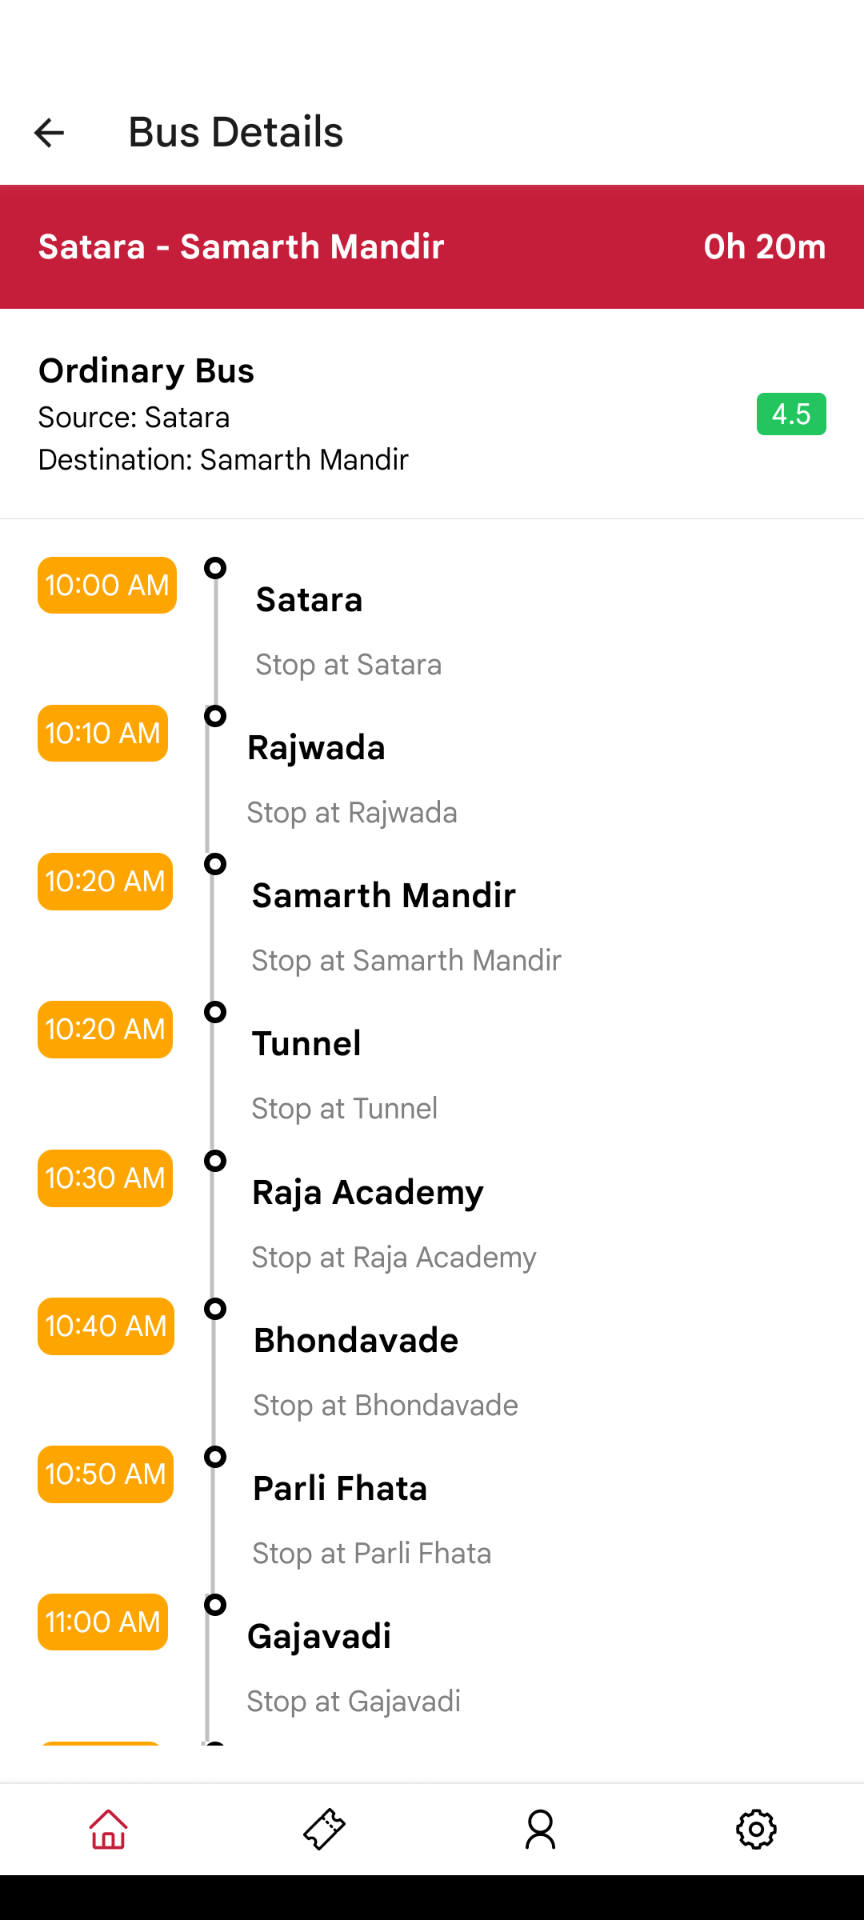 Bus Details
Satara - Samarth Mandir 0h 20m
Ordinary Bus
Source: Satara
4.5
Destination: Samarth Mandir
10:00 AM
Satara
Stop at Satara
10:10 AM
Rajwada
Stop at Rajwada
10:20 AM
Samarth Mandir
Stop at Samarth Mandir
10:20 AM
Tunnel
Stop at Tunnel
10:30 AM
Raja Academy
Stop at Raja Academy
10:40 AM
Bhondavade
Stop at Bhondavade
10:50 AM
Parli Fhata
Stop at Parli Fhata
11:00 AM
Gajavadi
Stop at Gajavadi